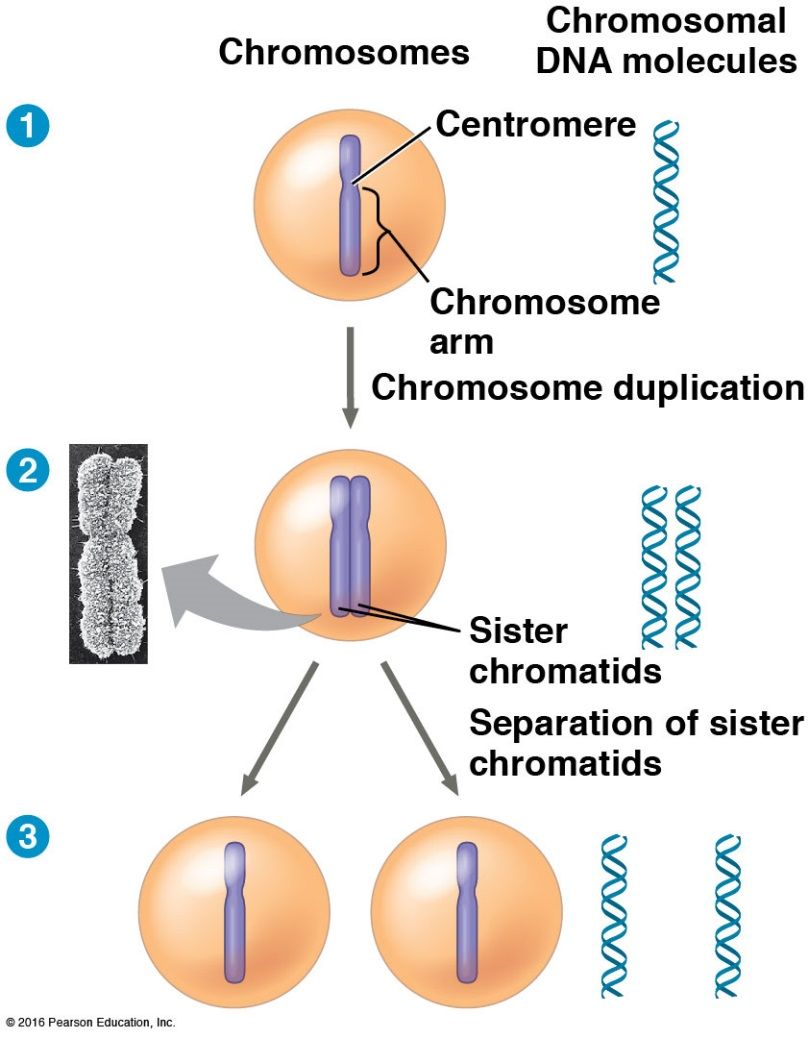 Chromosomes
Chromosomal
DNA molecules
1
Centromere
Chromosome
arm
Chromosome duplication
2
Sister
chromatids
Separation of sister
chromatids
3
© 2016 Pearson Education, Inc.